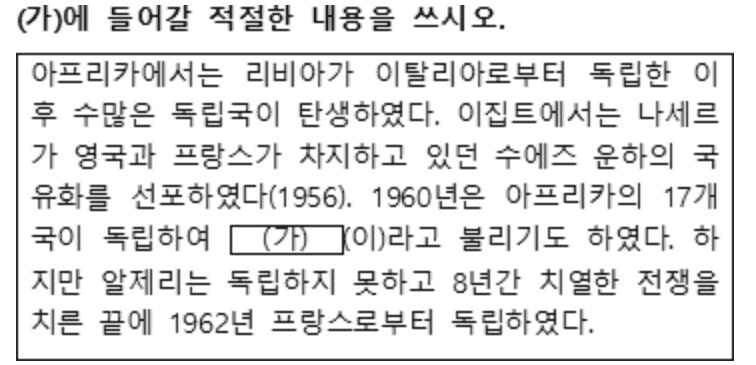 (가)에 들어갈 적절한 내용을 쓰시오.
아프리카에서는 리비아가 이탈리아로부터 독립한 이
후 수많은 독립국이 탄생하였다. 이집트에서는 나세르
가 영국과 프랑스가 차지하고 있던 수에즈 운하의 국
유화를 선포하였다(1956). 1960년은 아프리카의 17개
국이 독립하여 (가) (이)라고 불리기도 하였다. 하
지만 알제리는 독립하지 못하고 8년간 치열한 전쟁을
치른 끝에 1962년 프랑스로부터 독립하였다.